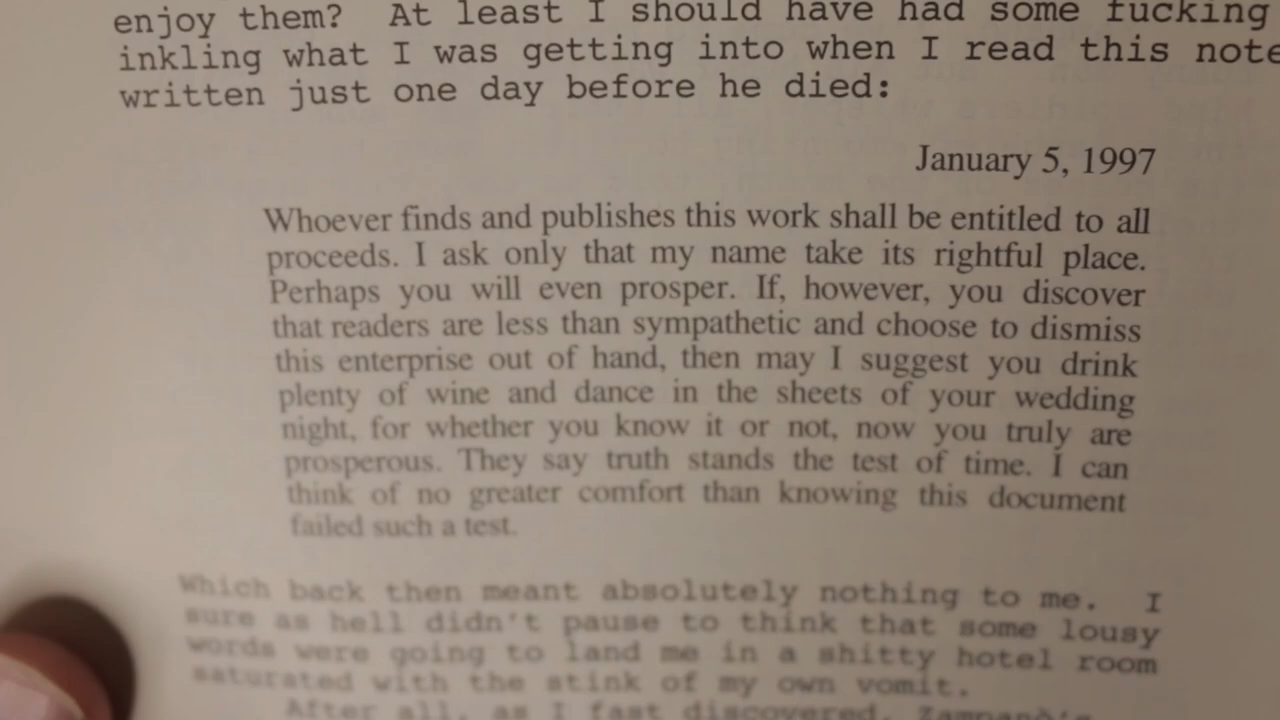 enjoy them? At least I should have had some fucking
inkling what I was getting into when I read this note
written just one day before he died:
January 5, 1997
Whoever finds and publishes this work shall be entitled to all
proceeds. I ask only that my name take its rightful place.
Perhaps you will even prosper. If, however, you discover
that readers are less than sympathetic and choose to dismiss
this enterprise out of hand, then may I suggest you drink
plenty of wine and dance in the sheets of your wedding
night, for whether you know it or not, now you truly are
prosperous. They say truth stands the test of time. I can
think of no greater comfort than knowing this document
failed such a test.
Which back then meant absolutely nothing to me. I
sure as hell didn't pause to think that some lousy
words were going to land me in a shitty hotel room
saturated with the stink of my own vomit.
After all, as I fast discovered, Zampanò's